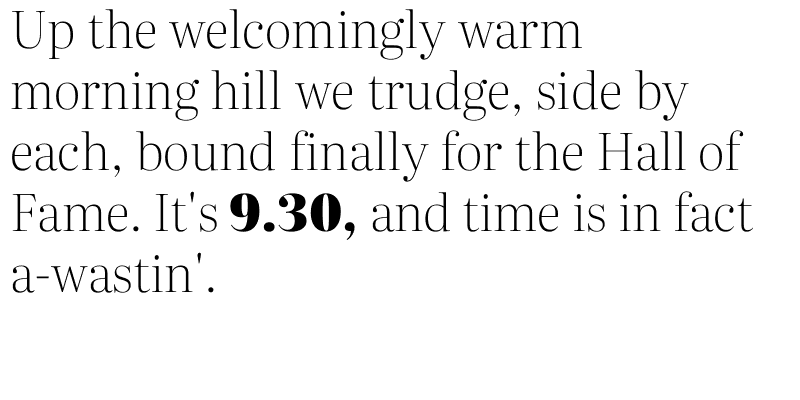 Up the welcomingly warm
morning hill we trudge, side by
each, bound finally for the Hall of
Fame. It's 9.30, and time is in fact
a-wastin'.